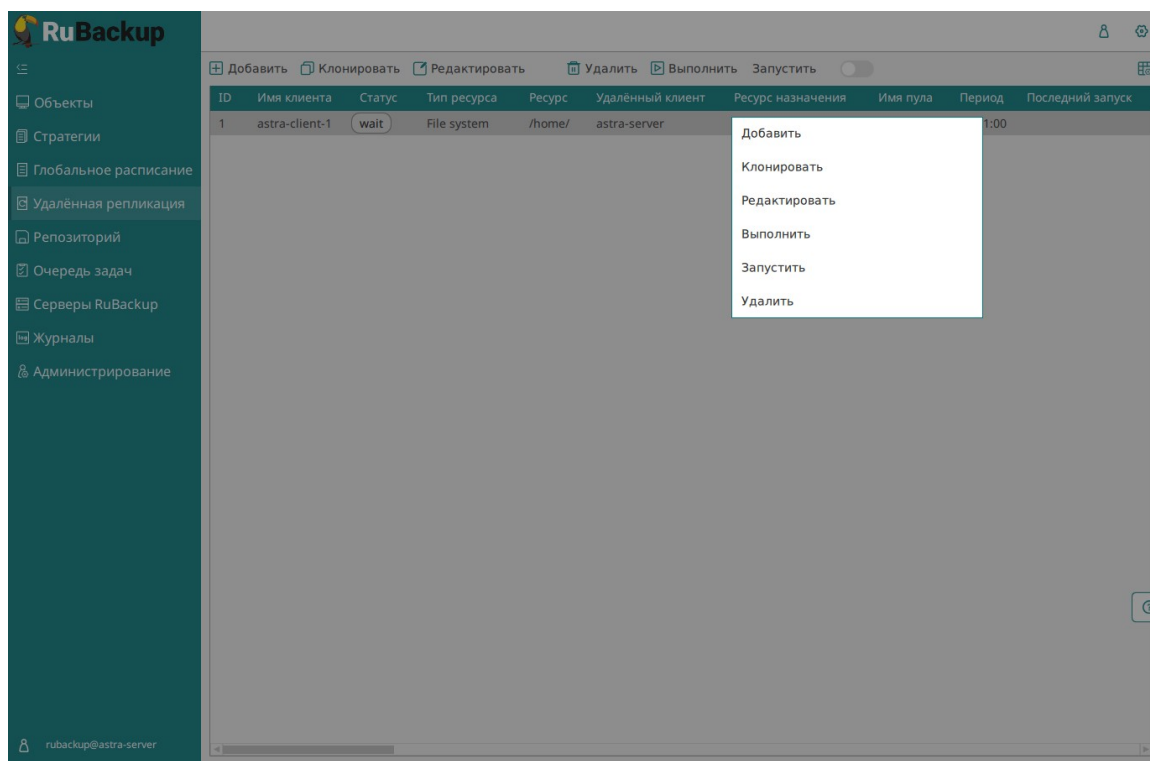 RuBackup
Добавить Клонировать Редактировать Удалить Выполнить Запустить
Объекты
Стратегии
Глобальное расписание
Удалённая репликация
Репозиторий
Очередь задач
Серверы RuBackup
Журналы
Администрирование
rubackup@astra-server
ID Имя клиента Статус Тип ресурса Ресурс Удалённый клиент Ресурс назначения Имя пула Период Последний запуск
1 astra-client-1 wait File system /home/ astra-server 1:00
Добавить
Клонировать
Редактировать
Выполнить
Запустить
Удалить